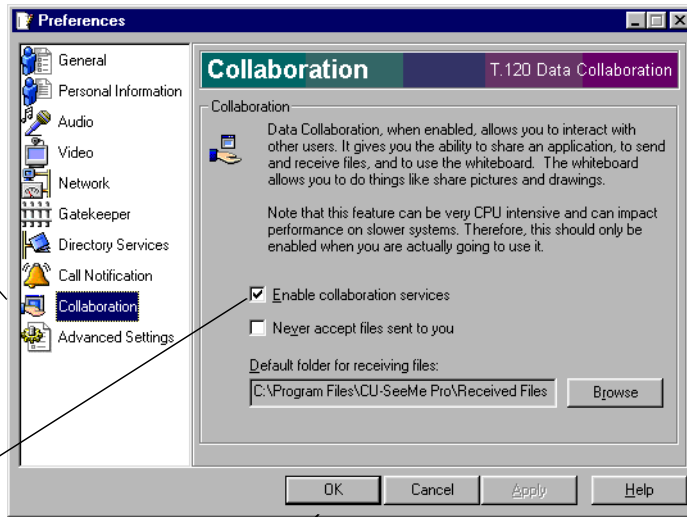 Preferences
General
Personal Information
Audio
Video
Network
Gatekeeper
Directory Services
Call Notification
Collaboration
Advanced Settings
Collaboration
T.120 Data Collaboration
Collaboration
Data Collaboration, when enabled, allows you to interact with
other users. It gives you the ability to share an application, to send
and receive files, and to use the whiteboard. The whiteboard
allows you to do things like share pictures and drawings.
Note that this feature can be very CPU intensive and can impact
performance on slower systems. Therefore, this should only be
enabled when you are actually going to use it.
Enable collaboration services
Never accept files sent to you
Default folder for receiving files:
C:\Program Files\CU-SeeMe Pro\Received Files
Browse
OK
Cancel
Apply
Help